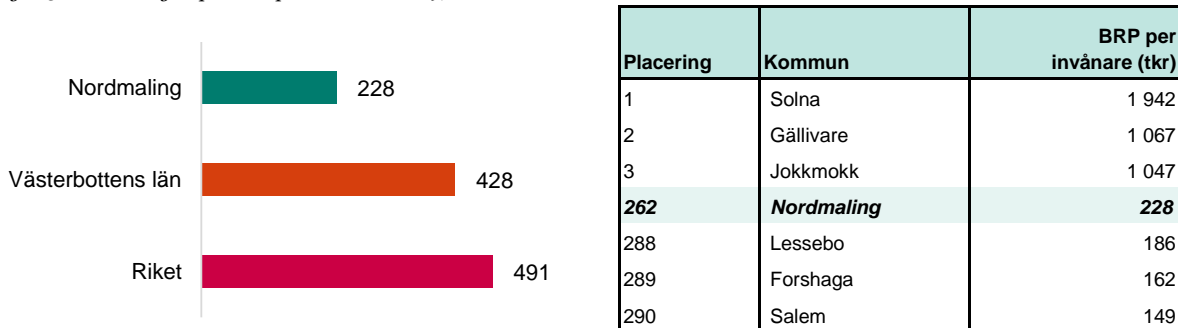 Nordmaling 228
Västerbottens län 428
Riket 491
Placering Kommun BRP per invånare (tkr)
1 Solna 1 942
2 Gällivare 1 067
3 Jokkmokk 1 047
262 Nordmaling 228
288 Lessebo 186
289 Forshaga 162
290 Salem 149